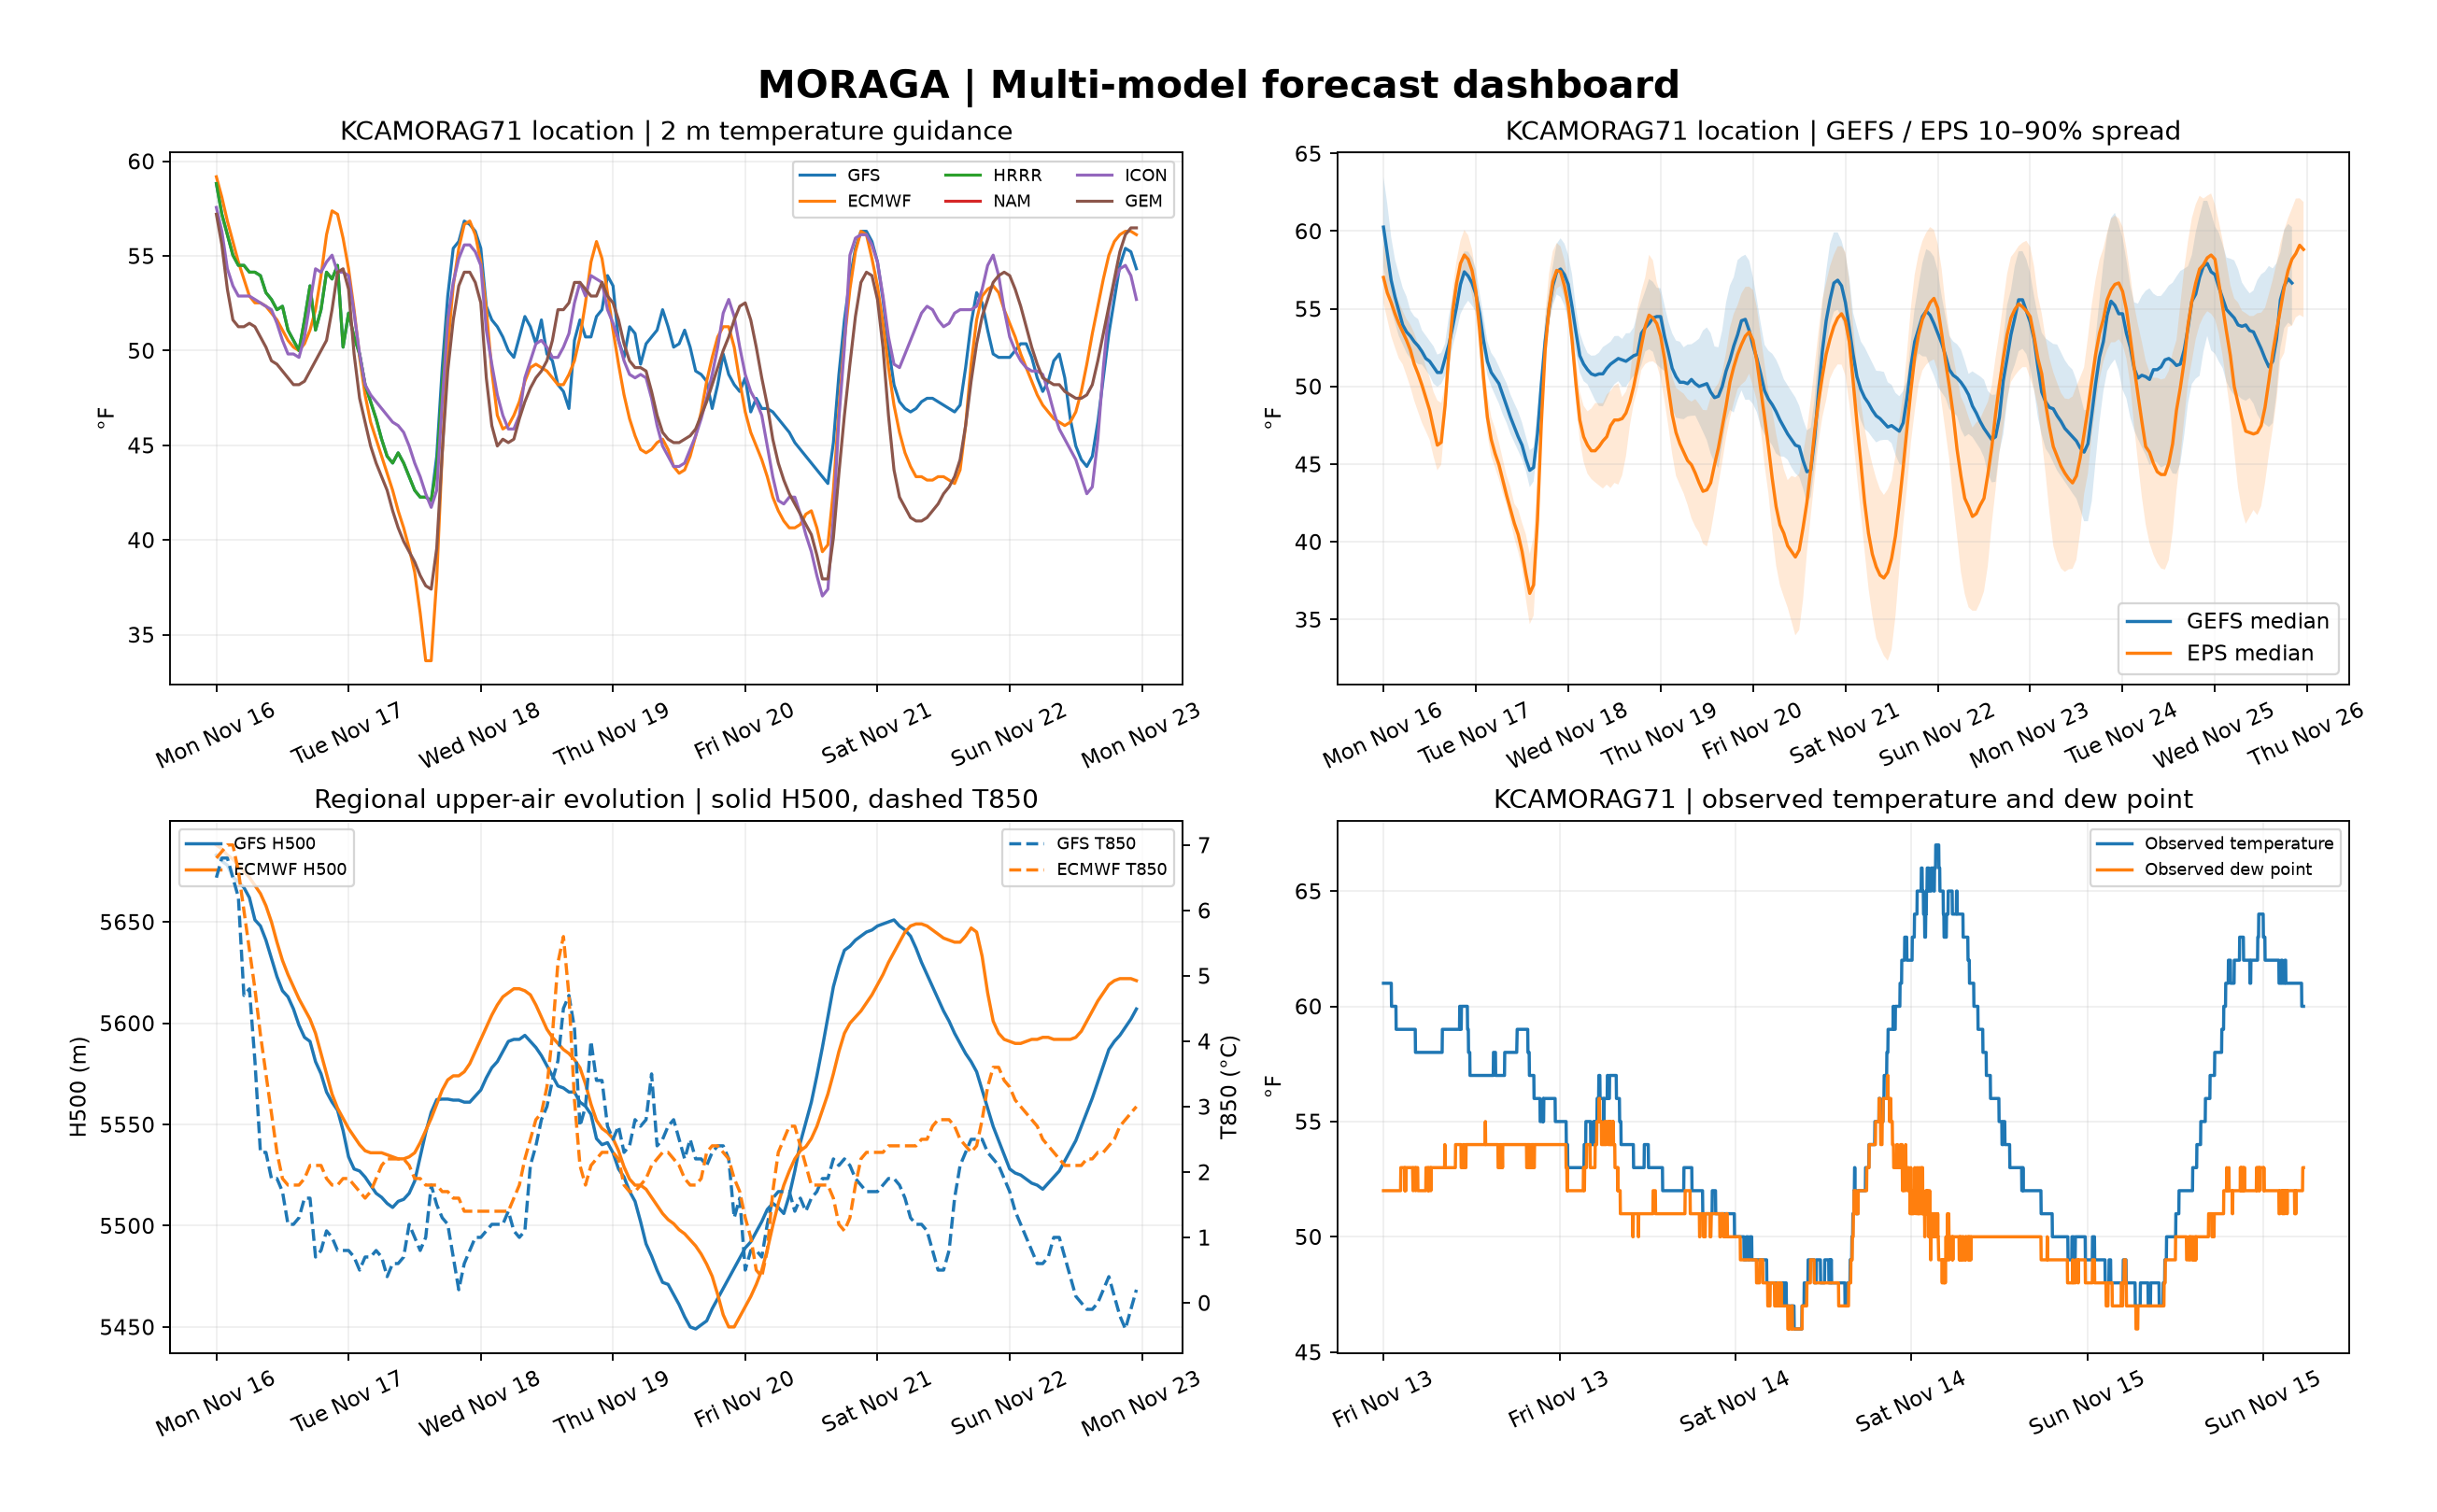 MORAGA | Multi-model forecast dashboard
KCAMORAG71 location | 2 m temperature guidance
GFS
ECMWF
HRRR
NAM
ICON
GEM
°F
60
55
50
45
40
35
Mon Nov 16
Tue Nov 17
Wed Nov 18
Thu Nov 19
Fri Nov 20
Sat Nov 21
Sun Nov 22
Mon Nov 23
KCAMORAG71 location | GEFS / EPS 10–90% spread
°F
65
60
55
50
45
40
35
GEFS median
EPS median
Mon Nov 16
Tue Nov 17
Wed Nov 18
Thu Nov 19
Fri Nov 20
Sat Nov 21
Sun Nov 22
Mon Nov 23
Tue Nov 24
Wed Nov 25
Thu Nov 26
Regional upper-air evolution | solid H500, dashed T850
GFS H500
ECMWF H500
GFS T850
ECMWF T850
H500 (m)
5650
5600
5550
5500
5450
T850 (°C)
7
6
5
4
3
2
1
0
Mon Nov 16
Tue Nov 17
Wed Nov 18
Thu Nov 19
Fri Nov 20
Sat Nov 21
Sun Nov 22
Mon Nov 23
KCAMORAG71 | observed temperature and dew point
Observed temperature
Observed dew point
°F
65
60
55
50
45
Fri Nov 13
Fri Nov 13
Sat Nov 14
Sat Nov 14
Sun Nov 15
Sun Nov 15